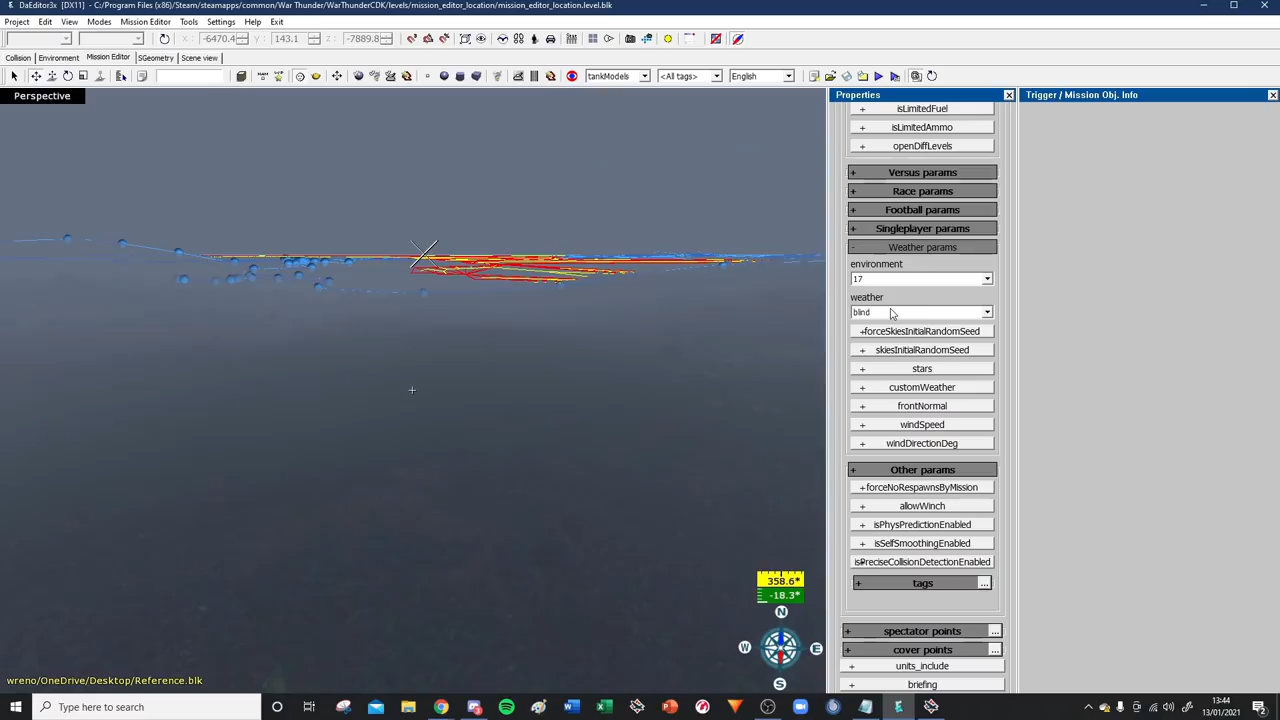 DaEditor3x [DX11] - C:/Program Files (x86)/Steam/steamapps/common/War Thunder/WarThunderCDK/levels/mission_editor_location/mission_editor_location.level.blk
Project Edit View Modes Mission Editor Tools Settings Help Exit
X : -6470.4 Y : 143.1 Z : -7889.8
Collision Environment Mission Editor SGeometry Scene view
tankModels <All tags> English
Perspective
Properties
Trigger / Mission Obj. Info
+ isLimitedFuel
+ isLimitedAmmo
+ openDiffLevels
+ Versus params
+ Race params
+ Football params
+ Singleplayer params
- Weather params
environment
17
weather
blind
+forceSkiesInitialRandomSeed
+ skiesInitialRandomSeed
+ stars
+ customWeather
+ frontNormal
+ windSpeed
+ windDirectionDeg
+ Other params
+forceNoRespawnsByMission
+ allowWinch
+ isPhysPredictionEnabled
+ isSelfSmoothingEnabled
isPreciseCollisionDetectionEnabled
+ tags ...
+ spectator points ...
+ cover points ...
+ units_include
+ briefing
358.6*
-18.3*
N
W E
S
wreno/OneDrive/Desktop/Reference.blk
Type here to search
13:44
13/01/2021